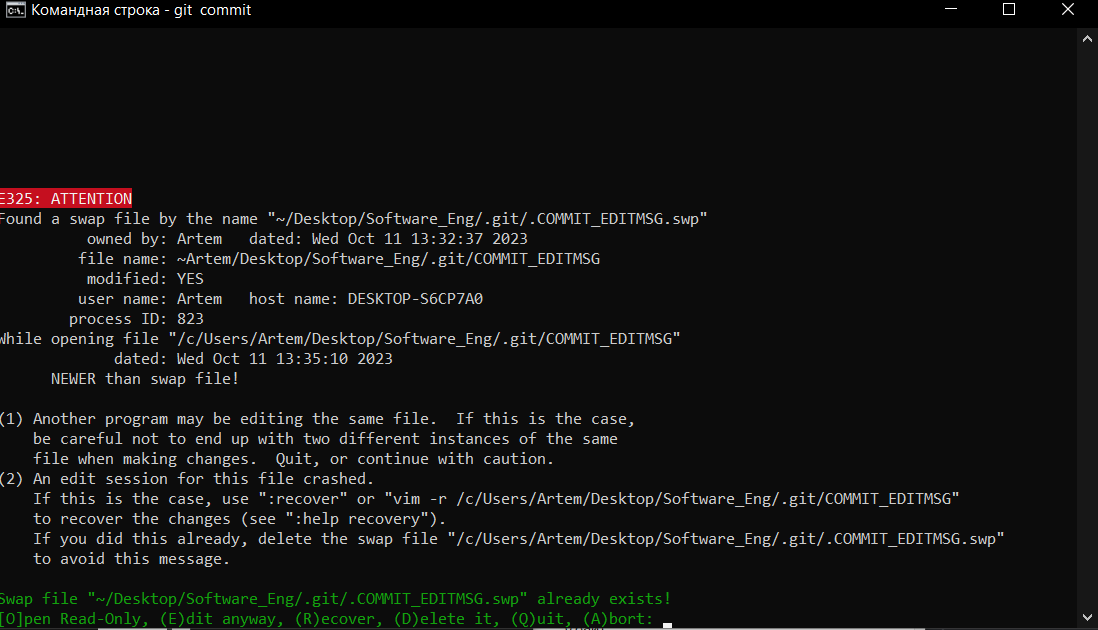 Командная строка - git  commit
E325: ATTENTION
Found a swap file by the name "~/Desktop/Software_Eng/.git/.COMMIT_EDITMSG.swp"
owned by: Artem   dated: Wed Oct 11 13:32:37 2023
file name: ~Artem/Desktop/Software_Eng/.git/COMMIT_EDITMSG
modified: YES
user name: Artem   host name: DESKTOP-S6CP7A0
process ID: 823
While opening file "/c/Users/Artem/Desktop/Software_Eng/.git/COMMIT_EDITMSG"
dated: Wed Oct 11 13:35:10 2023
NEWER than swap file!
(1) Another program may be editing the same file.  If this is the case,
be careful not to end up with two different instances of the same
file when making changes.  Quit, or continue with caution.
(2) An edit session for this file crashed.
If this is the case, use ":recover" or "vim -r /c/Users/Artem/Desktop/Software_Eng/.git/COMMIT_EDITMSG"
to recover the changes (see ":help recovery").
If you did this already, delete the swap file "/c/Users/Artem/Desktop/Software_Eng/.git/.COMMIT_EDITMSG.swp"
to avoid this message.
Swap file "~/Desktop/Software_Eng/.git/.COMMIT_EDITMSG.swp" already exists!
[O]pen Read-Only, (E)dit anyway, (R)ecover, (D)elete it, (Q)uit, (A)bort: